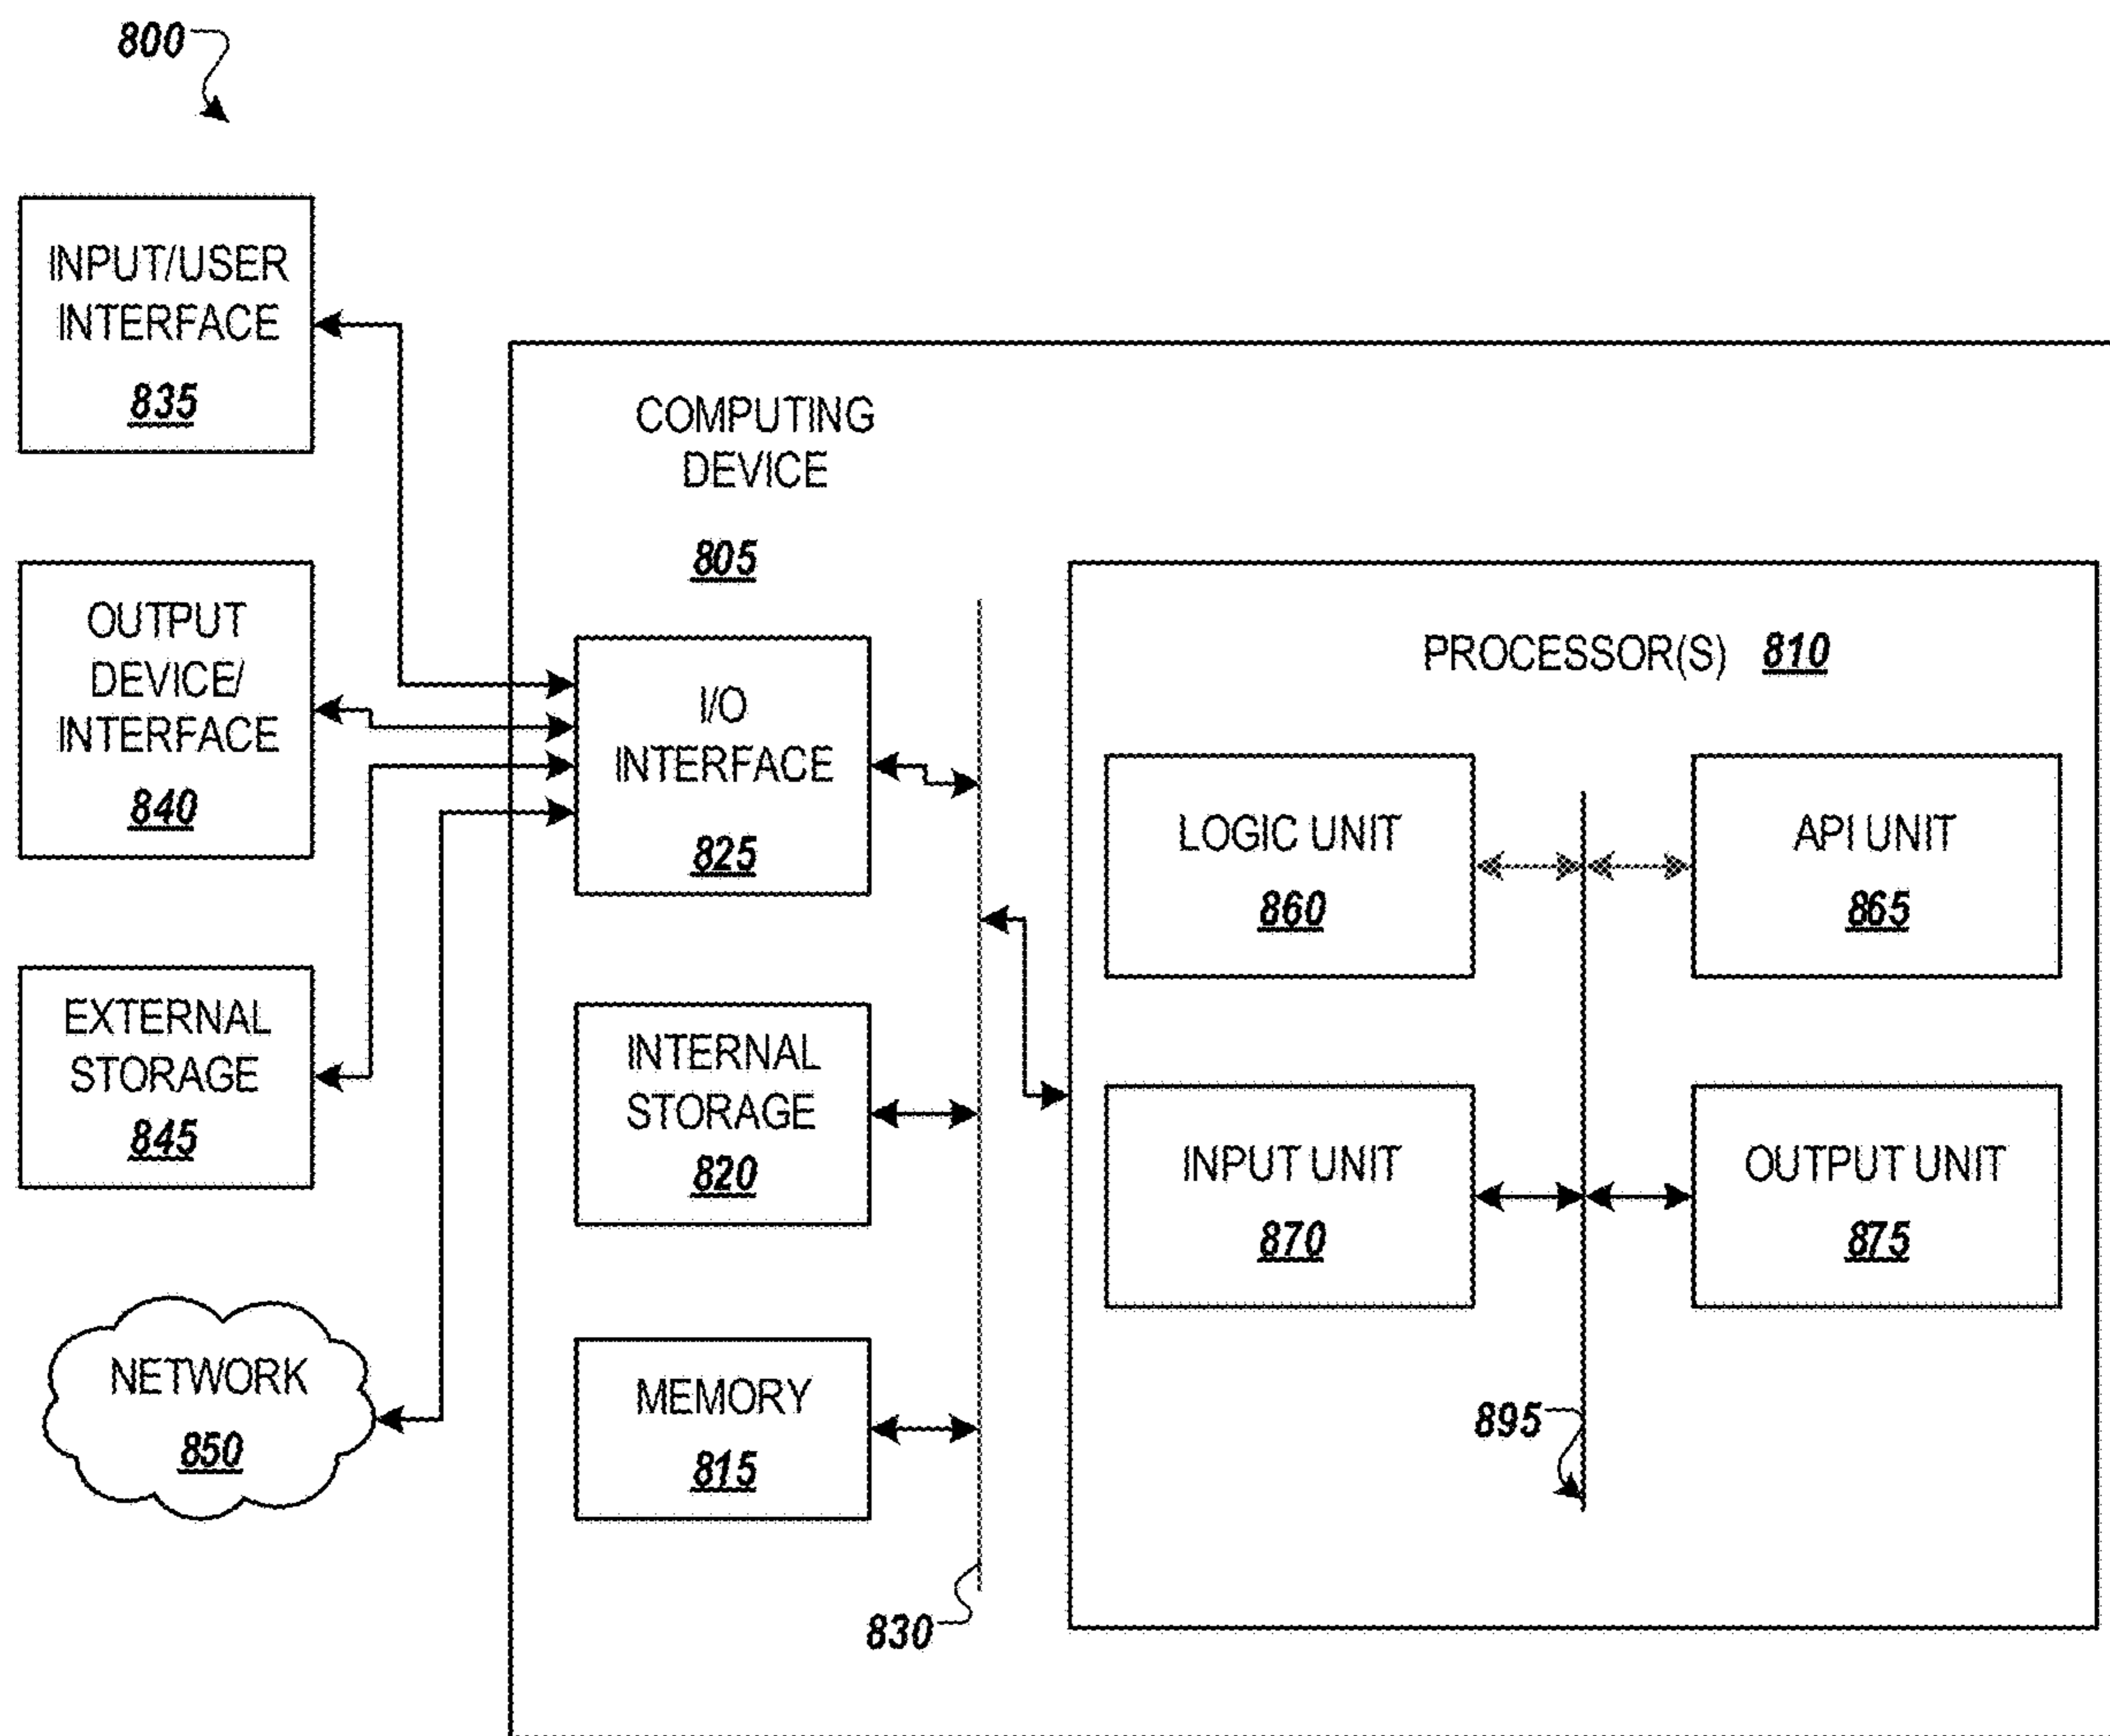 800
INPUT/USER
INTERFACE
835
OUTPUT
DEVICE/
INTERFACE
840
EXTERNAL
STORAGE
845
NETWORK
850
COMPUTING
DEVICE
805
I/O
INTERFACE
825
INTERNAL
STORAGE
820
MEMORY
815
830
PROCESSOR(S) 810
LOGIC UNIT
860
API UNIT
865
INPUT UNIT
870
OUTPUT UNIT
875
895